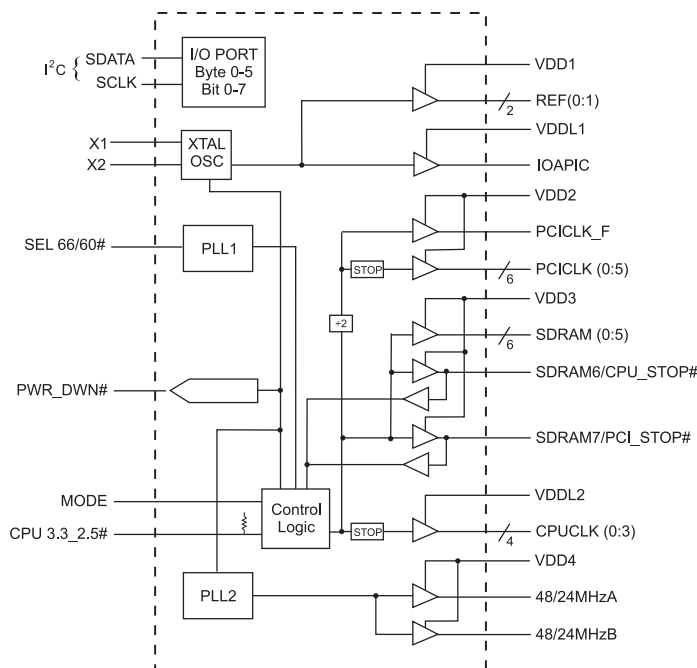 I²C { SDATA
SCLK
I/O PORT
Byte 0-5
Bit 0-7
X1
X2
XTAL
OSC
SEL 66/60#
PLL1
PWR_DWN#
MODE
CPU 3.3_2.5#
Control
Logic
PLL2
STOP
÷2
STOP
VDD1
REF(0:1)
2
VDDL1
IOAPIC
VDD2
PCICLK_F
PCICLK (0:5)
6
VDD3
SDRAM (0:5)
6
SDRAM6/CPU_STOP#
SDRAM7/PCI_STOP#
VDDL2
CPUCLK (0:3)
4
VDD4
48/24MHzA
48/24MHzB